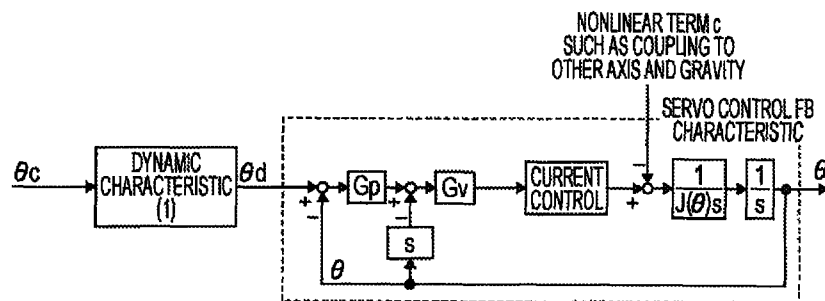 NONLINEAR TERM c
SUCH AS COUPLING TO
OTHER AXIS AND GRAVITY
SERVO CONTROL FB
CHARACTERISTIC
θc
DYNAMIC
CHARACTERISTIC
(1)
θd
+
−
Gp
+
−
Gv
CURRENT
CONTROL
+
−
1
J(θ)s
1
s
θ
s
θ